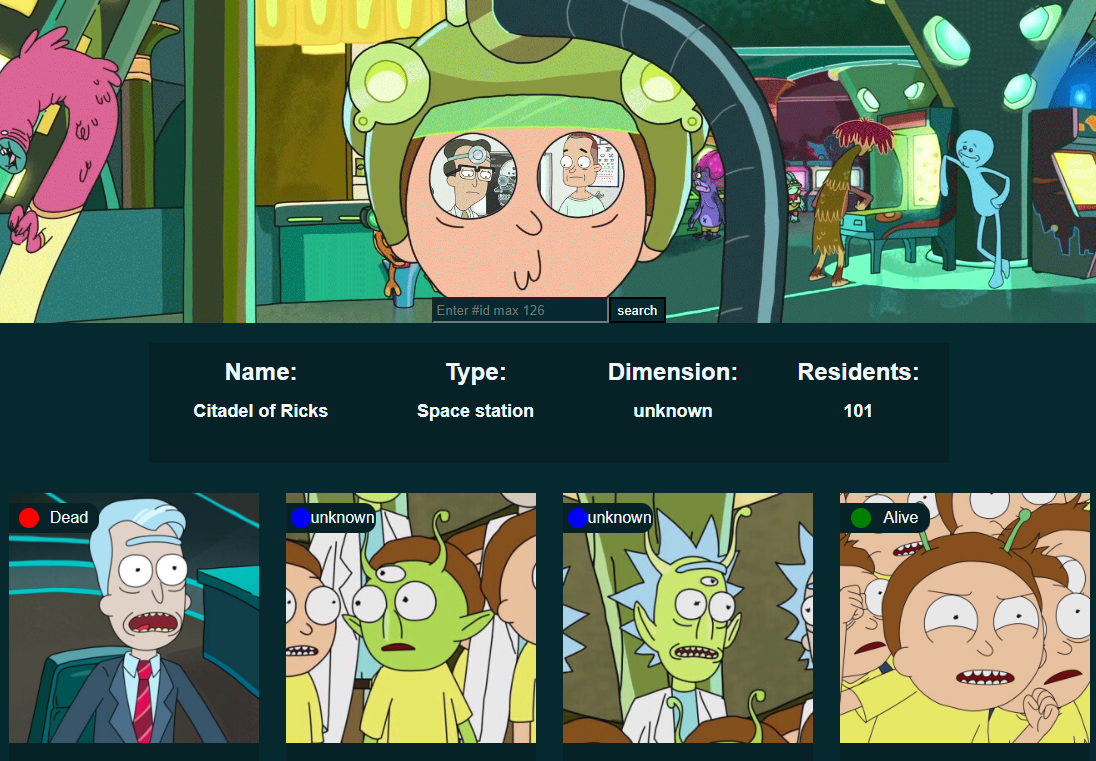 Enter #id max 126
search
Name: Type: Dimension: Residents:
Citadel of Ricks Space station unknown 101
Dead unknown unknown Alive